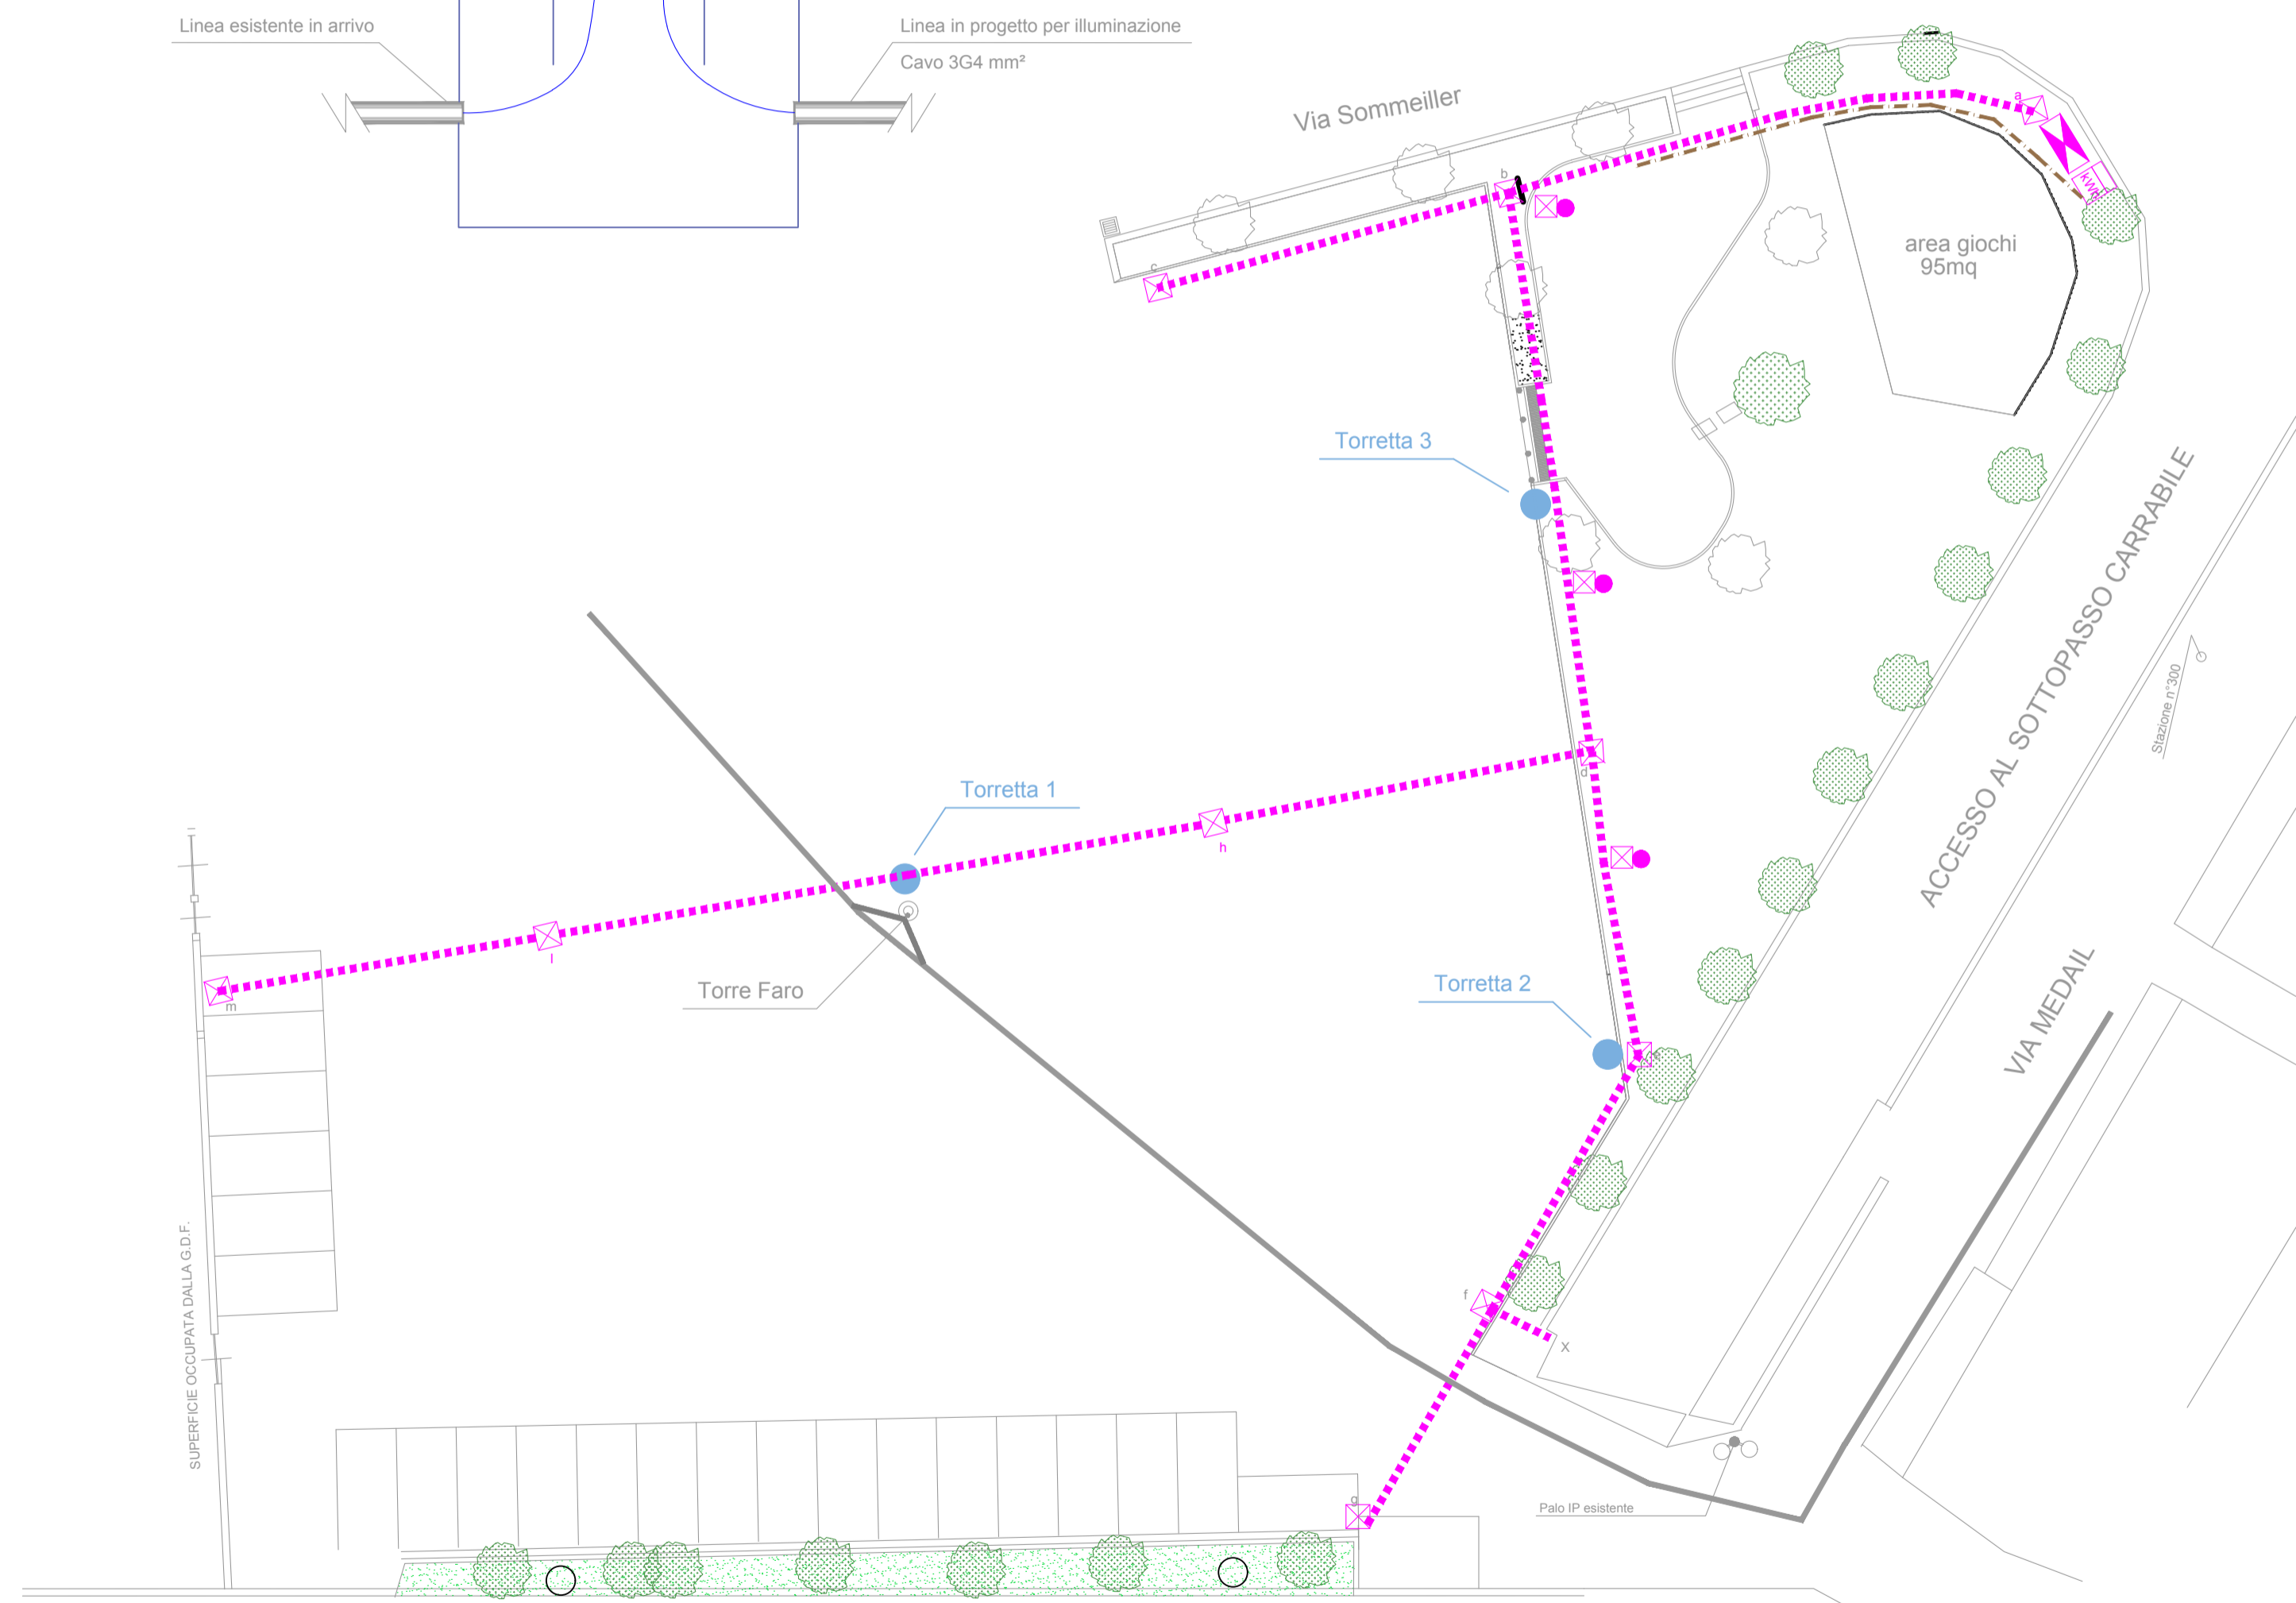 Linea esistente in arrivo
Linea in progetto per illuminazione
Cavo 3G4 mm²
Via Sommeiller
a
b
kWh
c
area giochi
95mq
Torretta 3
ACCESSO AL SOTTOPASSO CARRABILE
Stazione n°300
d
Torretta 1
h
l
m
Torre Faro
Torretta 2
VIA MEDAIL
SUPERFICIE OCCUPATA DALLA G.D.F.
f
X
g
Palo IP esistente